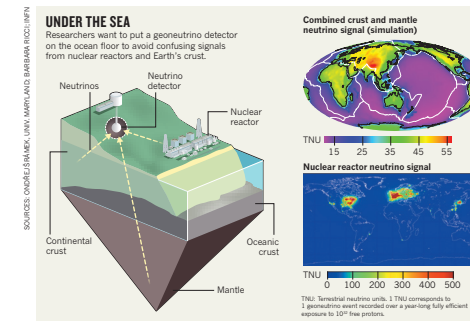 SOURCES: ONDŘEJ ŠRÁMEK, UNIV. MARYLAND; BARBARA RICCI, INFN
UNDER THE SEA
Researchers want to put a geoneutrino detector
on the ocean floor to avoid confusing signals
from nuclear reactors and Earth's crust.
Neutrinos
Neutrino
detector
Nuclear
reactor
Continental
crust
Oceanic
crust
Mantle
Combined crust and mantle
neutrino signal (simulation)
TNU
15 25 35 45 55
Nuclear reactor neutrino signal
TNU
0 100 200 300 400 500
TNU: Terrestrial neutrino units. 1 TNU corresponds to
1 geoneutrino event recorded over a year-long fully efficient
exposure to 10³² free protons.